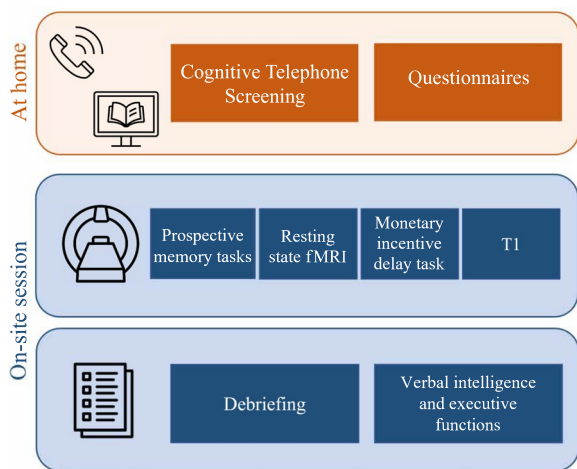 At home
Cognitive Telephone
Screening
Questionnaires
On-site session
Prospective
memory tasks
Resting
state fMRI
Monetary
incentive
delay task
T1
Debriefing
Verbal intelligence
and executive
functions